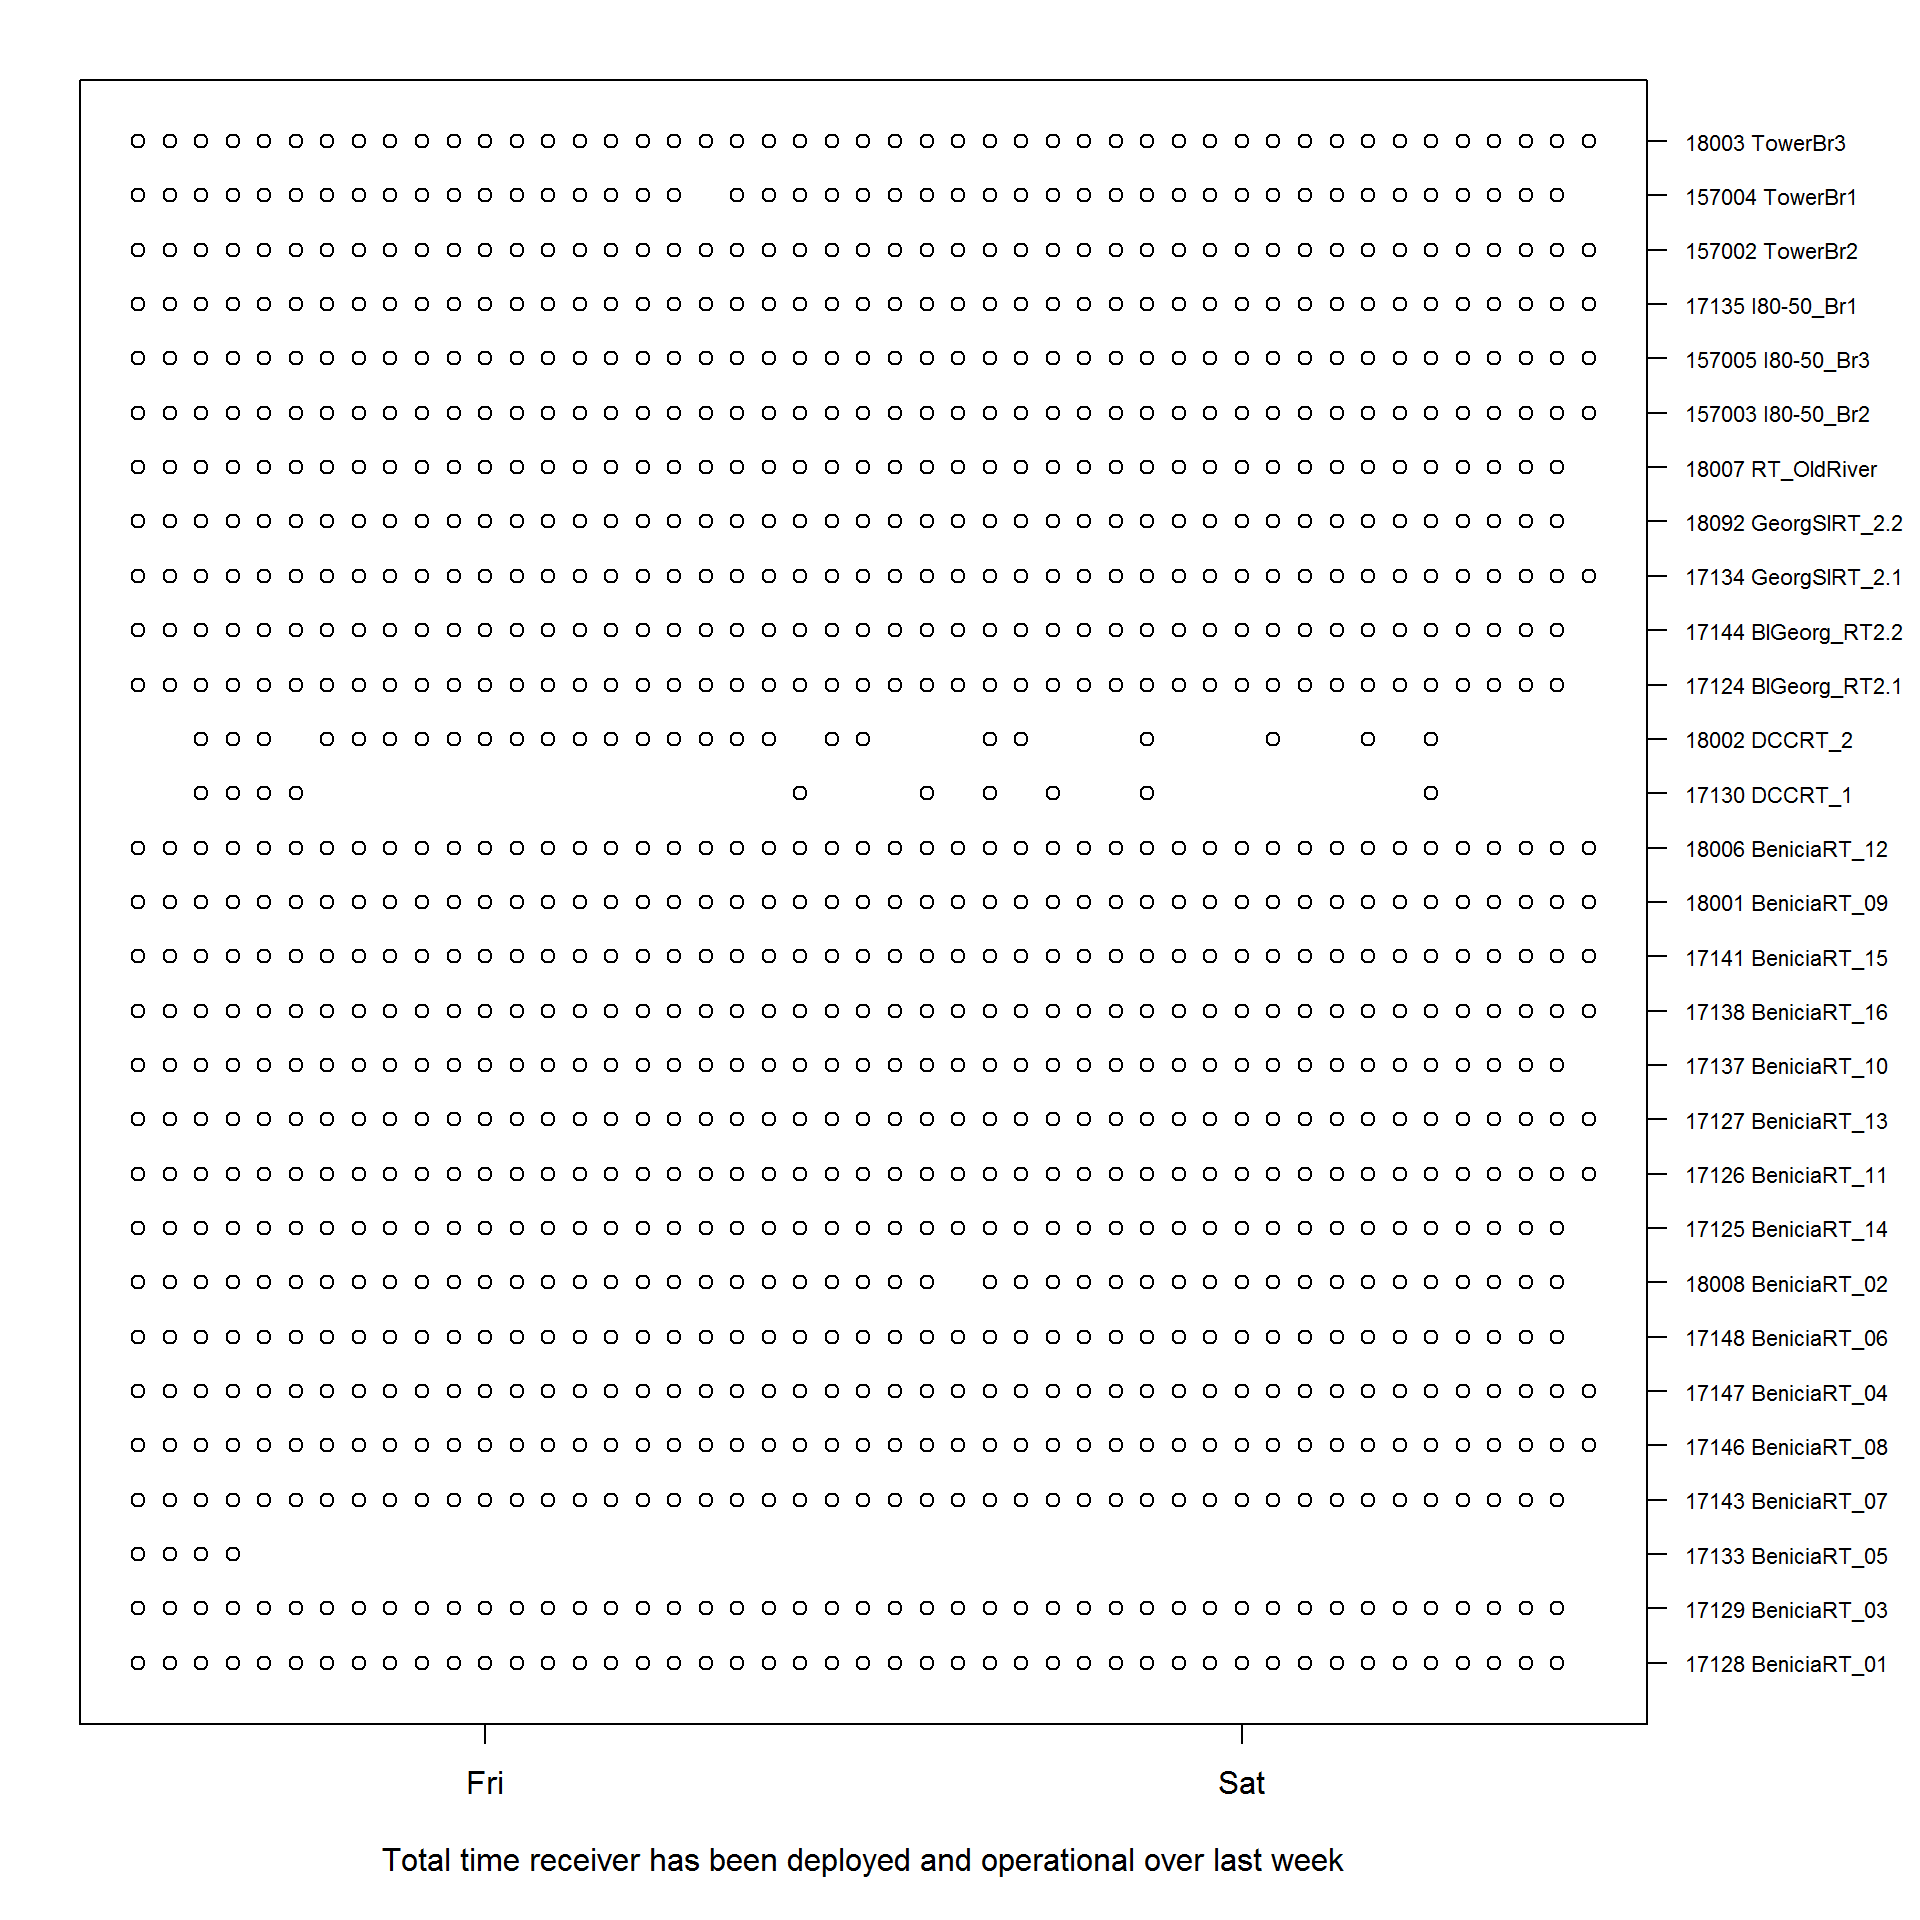 18003 TowerBr3
157004 TowerBr1
157002 TowerBr2
17135 I80-50_Br1
157005 I80-50_Br3
157003 I80-50_Br2
18007 RT_OldRiver
18092 GeorgSlRT_2.2
17134 GeorgSlRT_2.1
17144 BlGeorg_RT2.2
17124 BlGeorg_RT2.1
18002 DCCRT_2
17130 DCCRT_1
18006 BeniciaRT_12
18001 BeniciaRT_09
17141 BeniciaRT_15
17138 BeniciaRT_16
17137 BeniciaRT_10
17127 BeniciaRT_13
17126 BeniciaRT_11
17125 BeniciaRT_14
18008 BeniciaRT_02
17148 BeniciaRT_06
17147 BeniciaRT_04
17146 BeniciaRT_08
17143 BeniciaRT_07
17133 BeniciaRT_05
17129 BeniciaRT_03
17128 BeniciaRT_01
Fri Sat
Total time receiver has been deployed and operational over last week